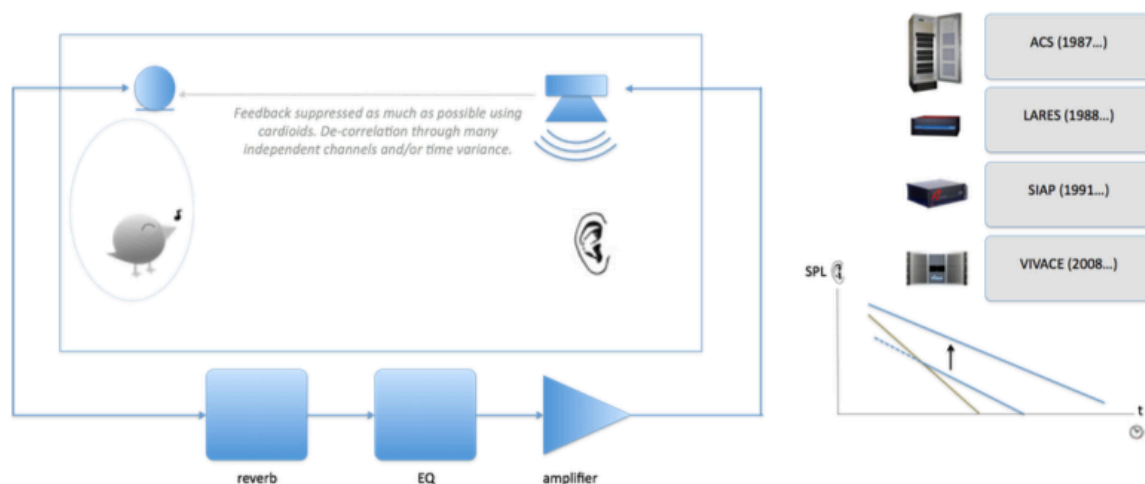 Feedback suppressed as much as possible using
cardioids. De-correlation through many
independent channels and/or time variance.
reverb
EQ
amplifier
ACS (1987...)
LARES (1988...)
SIAP (1991...)
VIVACE (2008...)
SPL
t